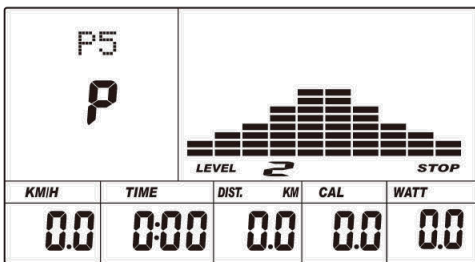 P5
P
LEVEL 2 STOP
KM/H TIME DIST. KM CAL WATT
0.0 0:00 0.0 0.0 0.0